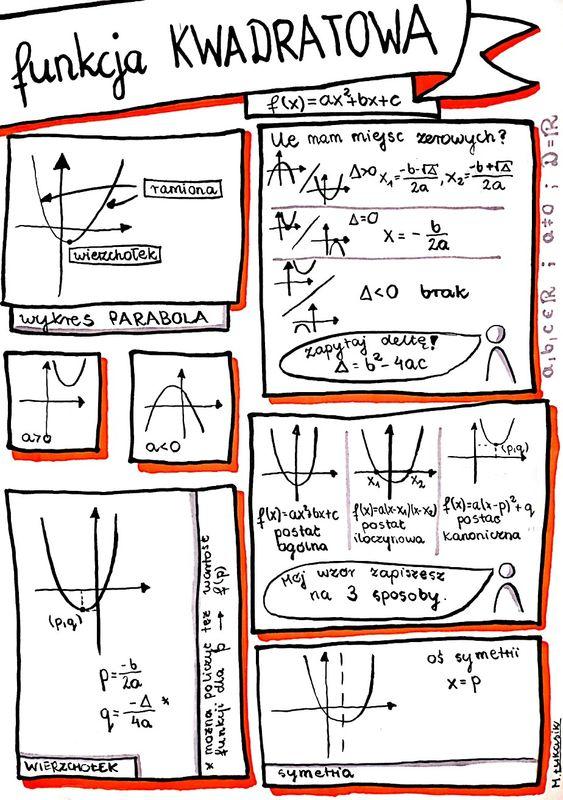 funkcja KWADRATOWA
f(x)=ax²+bx+c
ramiona
wierzchołek
wykres PARABOLA
a>0
a<0
Ile mam miejsc zerowych?
Δ>0 x₁=-b-√Δ/2a, x₂=-b+√Δ/2a
Δ=0
x = -b/2a
Δ<0 brak
zapytaj deltę!
Δ=b²-4ac
a,b,c∈ℝ ; a≠0 ; D=ℝ
x₁ x₂
(p,q)
f(x)=ax²+bx+c
postać
ogólna
f(x)=a(x-x₁)(x-x₂)
postać
iloczynowa
f(x)=a(x-p)²+q
postać
kanoniczna
Mój wzór zapiszesz
na 3 sposoby.
(p,q)
p=-b/2a
q=-Δ/4a *
* można policzyć też wartość
funkcji dla p → f(p)
WIERZCHOŁEK
oś symetrii
x=p
symetria
M.Łukasik